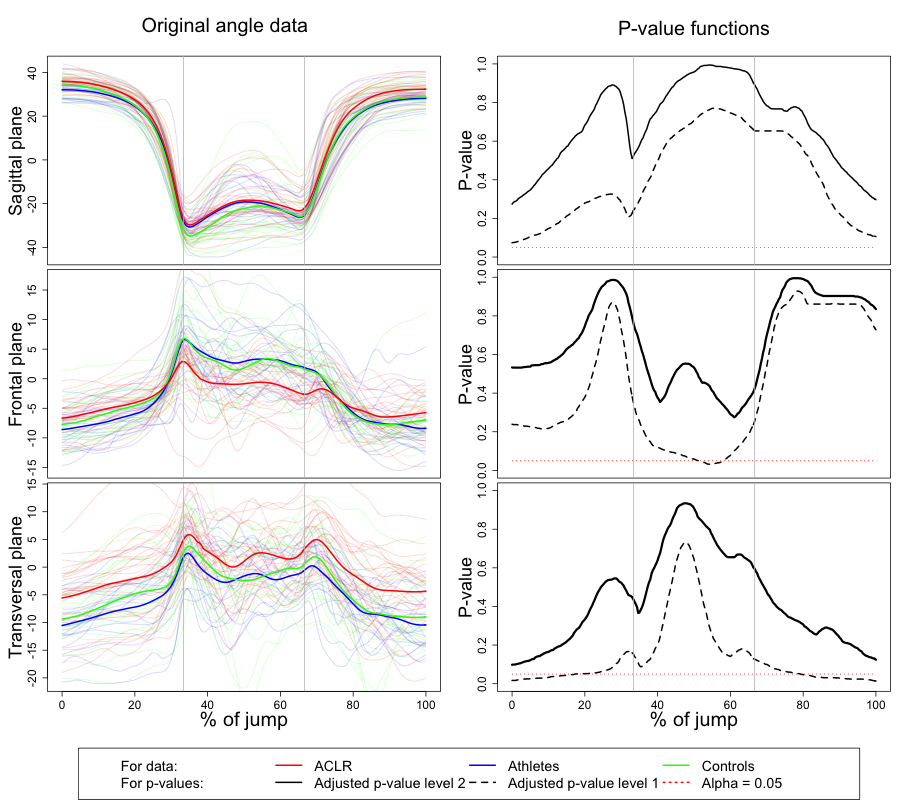 Original angle data
P-value functions
Sagittal plane
40
20
0
20
40
P-value
0.0
0.2
0.4
0.6
0.8
1.0
Frontal plane
15
10
5
0
-5
-10
-15
P-value
0.0
0.2
0.4
0.6
0.8
1.0
Transversal plane
15
10
5
0
-5
-10
-15
-20
P-value
0.0
0.2
0.4
0.6
0.8
1.0
0 20 40 60 80 100
% of jump
0 20 40 60 80 100
% of jump
For data: ACLR Athletes Controls
For p-values: Adjusted p-value level 2 Adjusted p-value level 1 Alpha = 0.05